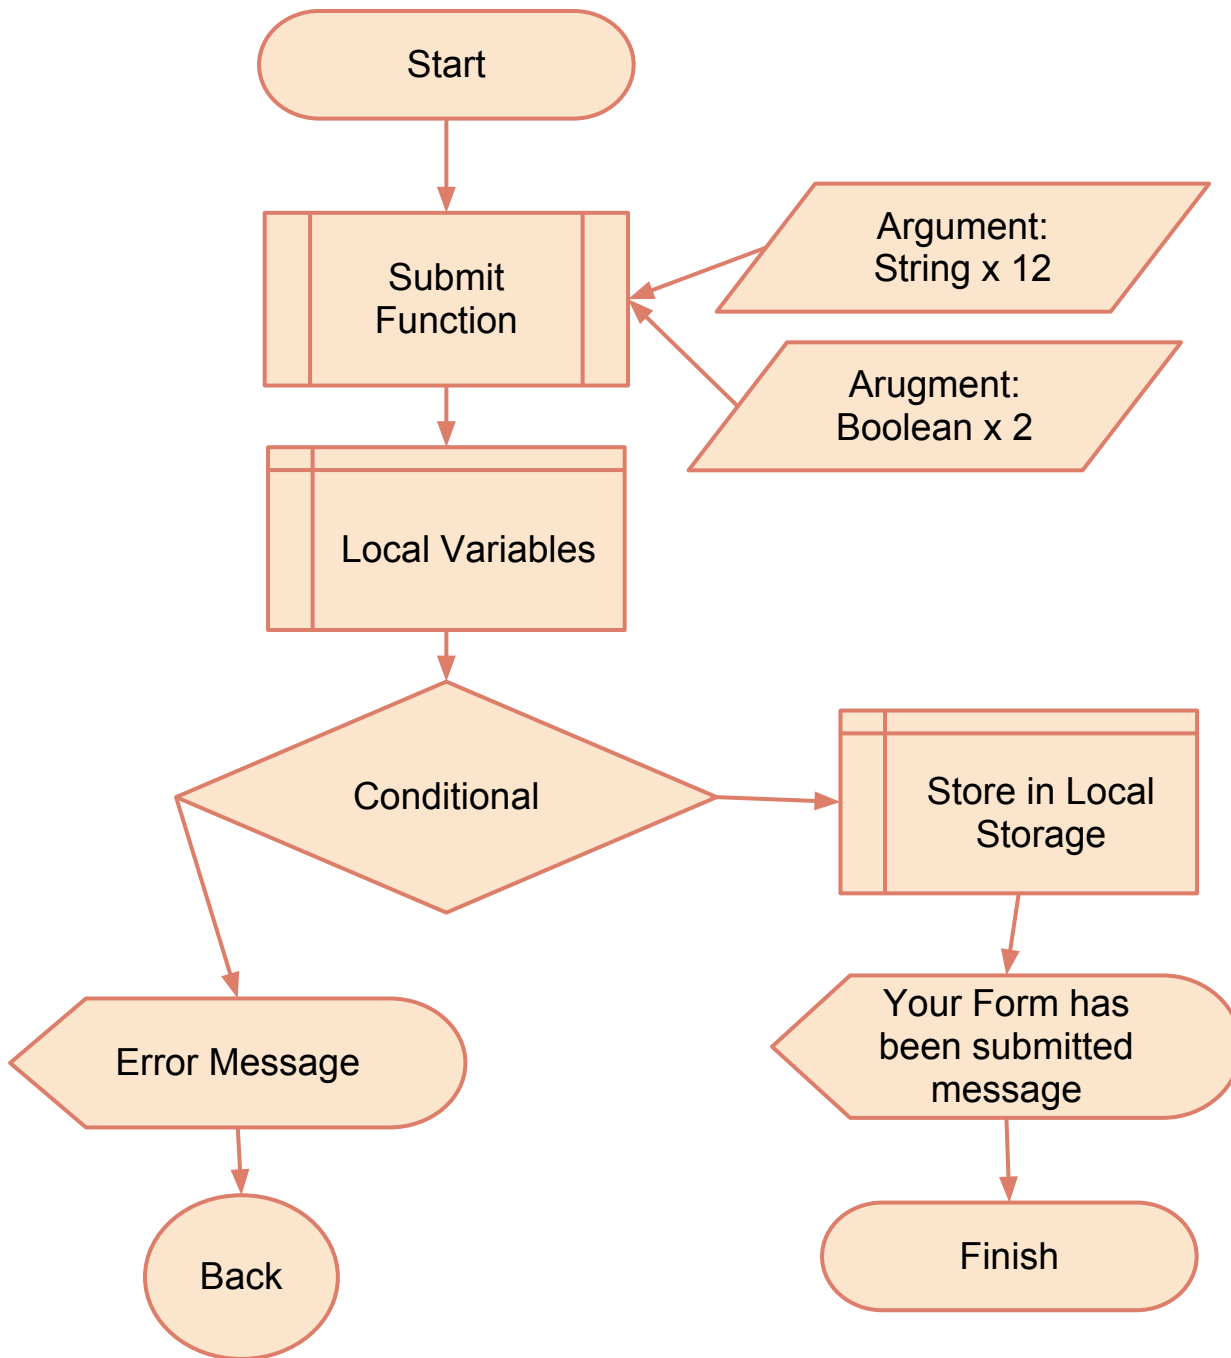 Start
Submit
Function
Argument:
String x 12
Arugment:
Boolean x 2
Local Variables
Conditional
Store in Local
Storage
Error Message
Your Form has
been submitted
message
Back
Finish